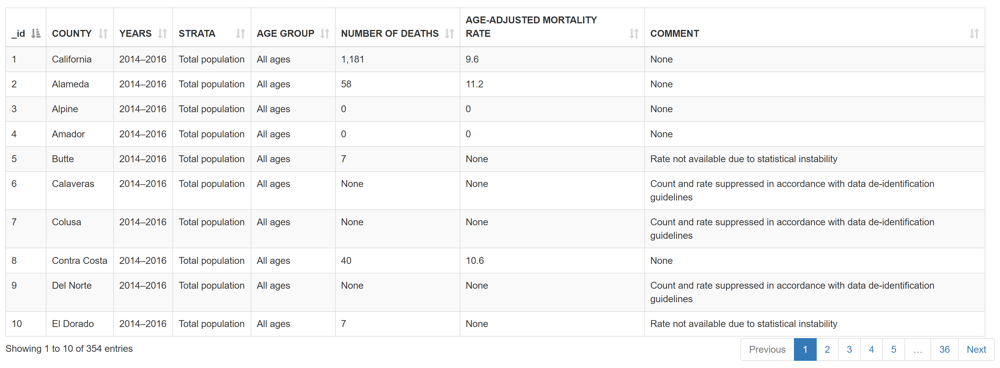 _id COUNTY YEARS STRATA AGE GROUP NUMBER OF DEATHS AGE-ADJUSTED MORTALITY RATE COMMENT
1 California 2014–2016 Total population All ages 1,181 9.6 None
2 Alameda 2014–2016 Total population All ages 58 11.2 None
3 Alpine 2014–2016 Total population All ages 0 0 None
4 Amador 2014–2016 Total population All ages 0 0 None
5 Butte 2014–2016 Total population All ages 7 None Rate not available due to statistical instability
6 Calaveras 2014–2016 Total population All ages None None Count and rate suppressed in accordance with data de-identification
guidelines
7 Colusa 2014–2016 Total population All ages None None Count and rate suppressed in accordance with data de-identification
guidelines
8 Contra Costa 2014–2016 Total population All ages 40 10.6 None
9 Del Norte 2014–2016 Total population All ages None None Count and rate suppressed in accordance with data de-identification
guidelines
10 El Dorado 2014–2016 Total population All ages 7 None Rate not available due to statistical instability
Showing 1 to 10 of 354 entries Previous 1 2 3 4 5 … 36 Next